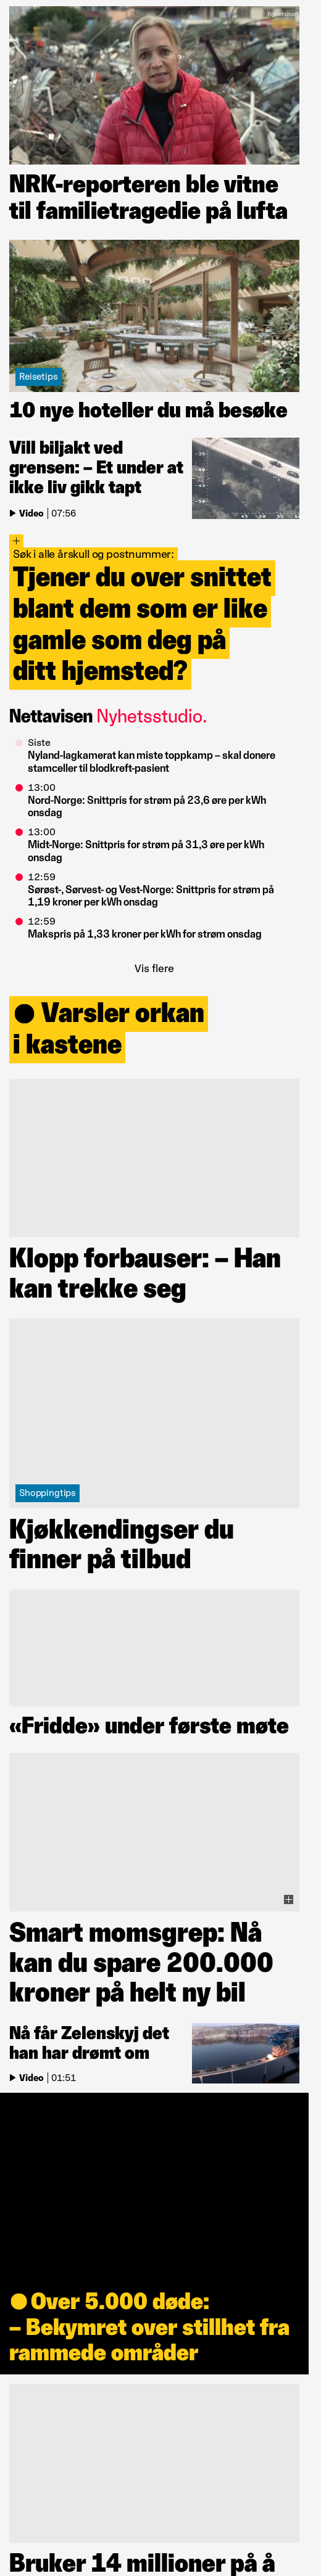 NRK-reporteren ble vitne
til familietragedie på lufta
Reisetips
10 nye hoteller du må besøke
Vill biljakt ved
grensen: – Et under at
ikke liv gikk tapt
Video | 07:56
+
Søk i alle årskull og postnummer:
Tjener du over snittet
blant dem som er like
gamle som deg på
ditt hjemsted?
Nettavisen Nyhetsstudio.
Siste
Nyland-lagkamerat kan miste toppkamp – skal donere
stamceller til blodkreft-pasient
13:00
Nord-Norge: Snittpris for strøm på 23,6 øre per kWh
onsdag
13:00
Midt-Norge: Snittpris for strøm på 31,3 øre per kWh
onsdag
12:59
Sørøst-, Sørvest- og Vest-Norge: Snittpris for strøm på
1,19 kroner per kWh onsdag
12:59
Makspris på 1,33 kroner per kWh for strøm onsdag
Vis flere
Varsler orkan
i kastene
Klopp forbauser: – Han
kan trekke seg
Shoppingtips
Kjøkkendingser du
finner på tilbud
«Fridde» under første møte
Smart momsgrep: Nå
kan du spare 200.000
kroner på helt ny bil
Nå får Zelenskyj det
han har drømt om
Video | 01:51
Over 5.000 døde:
– Bekymret over stillhet fra
rammede områder
Bruker 14 millioner på å